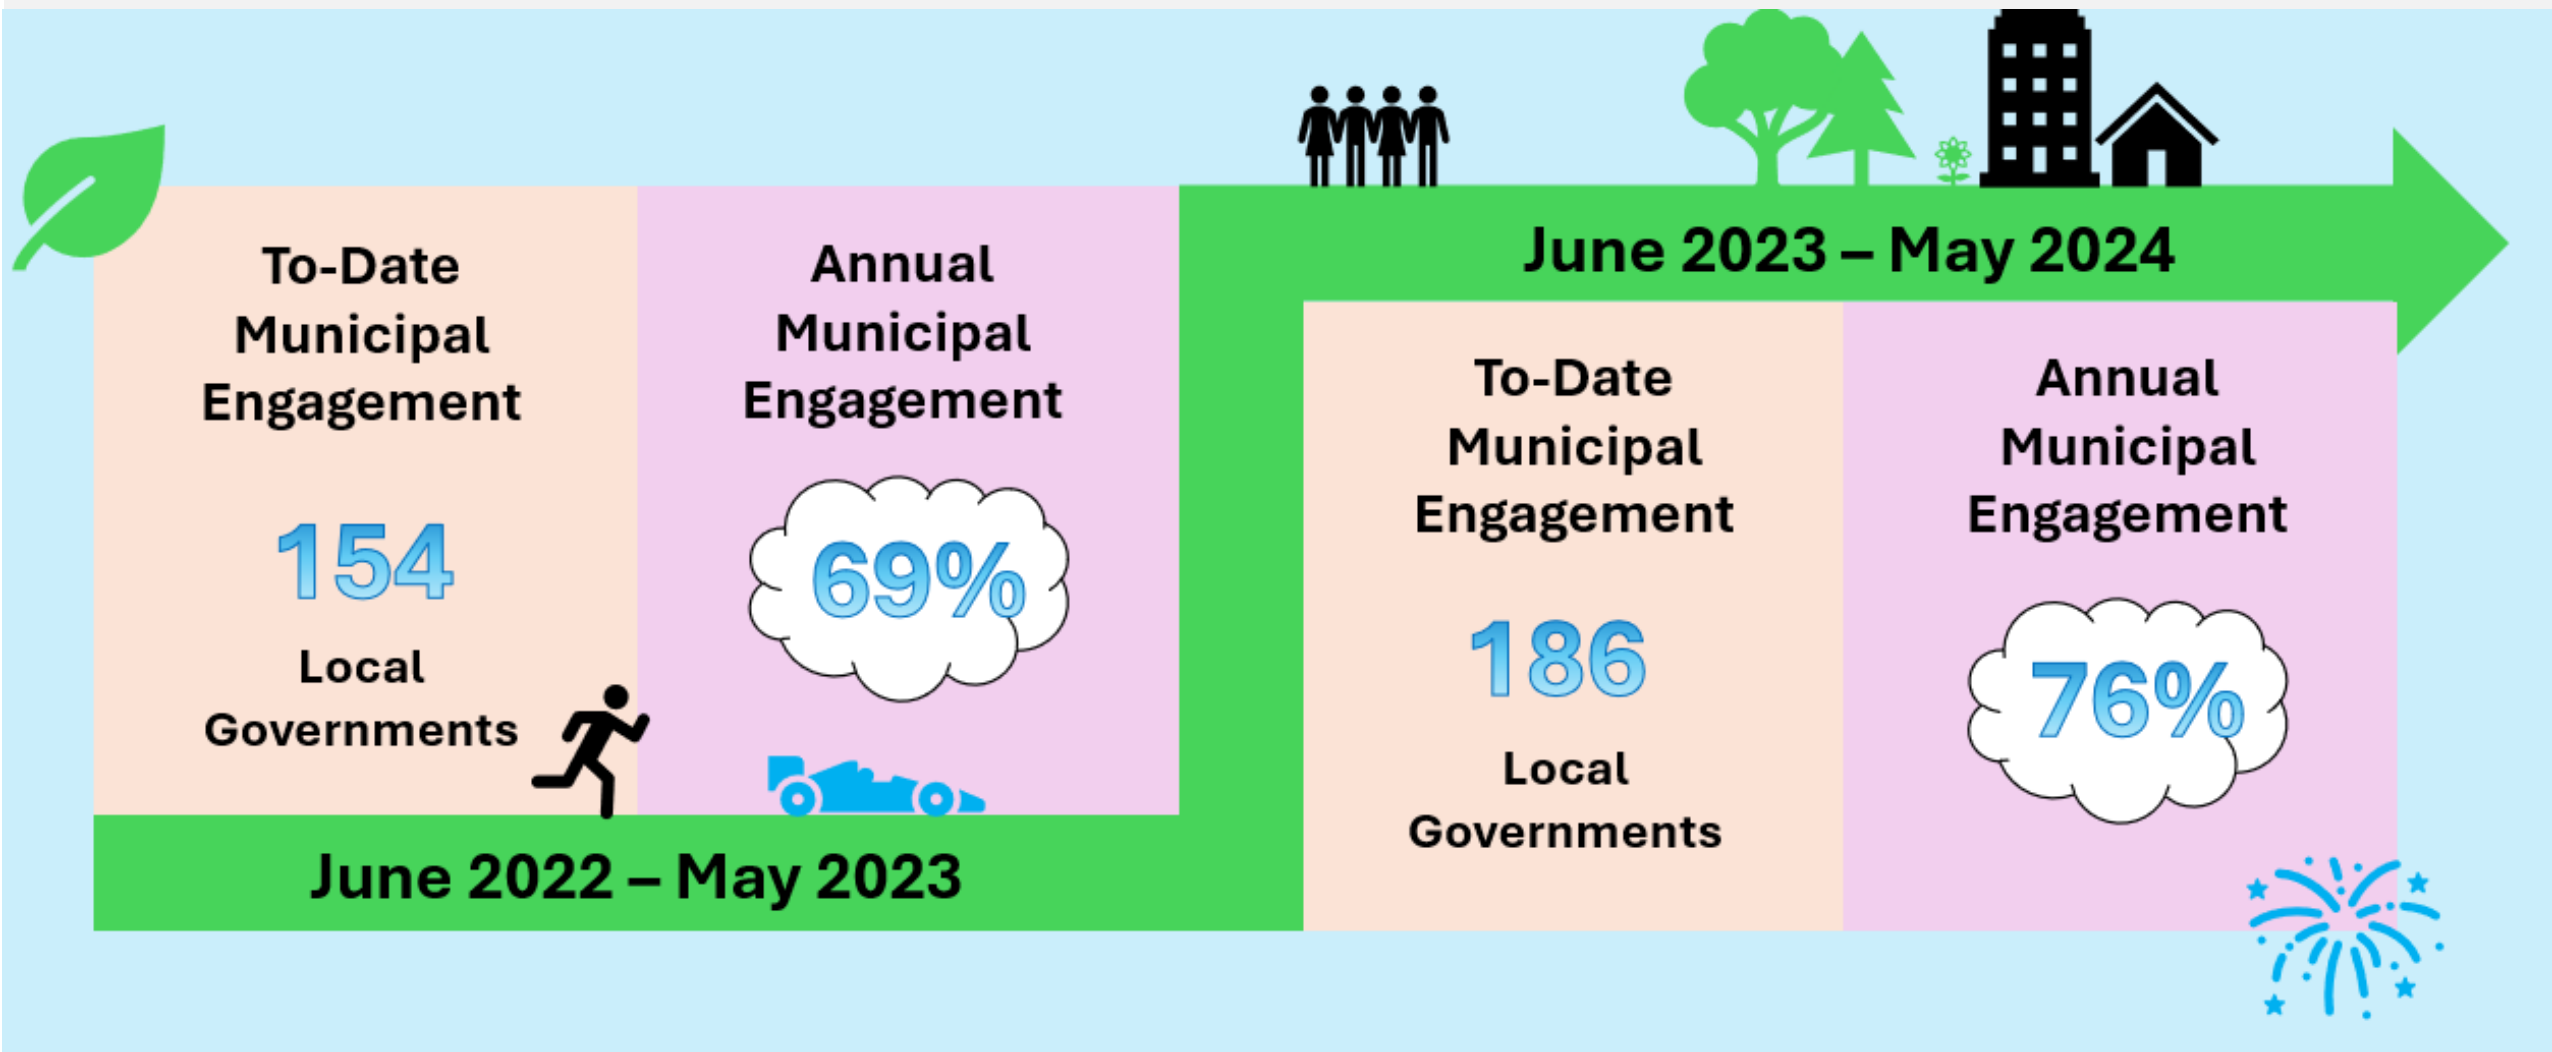 To-Date
Municipal
Engagement
154
Local
Governments
Annual
Municipal
Engagement
69%
June 2022 – May 2023
June 2023 – May 2024
To-Date
Municipal
Engagement
186
Local
Governments
Annual
Municipal
Engagement
76%